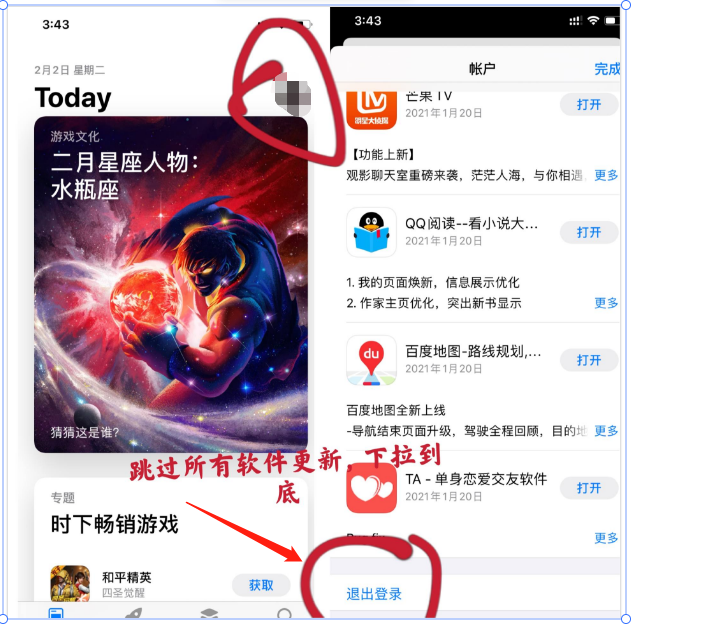 3:43
2月2日 星期二
Today
游戏文化
二月星座人物：
水瓶座
猜猜这是谁?
专题
时下畅销游戏
和平精英
四圣觉醒
获取
跳过所有软件更新，下拉到
底
3:43
帐户
完成
芒果TV
2021年1月20日
打开
【功能上新】
观影聊天室重磅来袭，茫茫人海，与你相遇
更多
QQ阅读--看小说大...
2021年1月20日
打开
1. 我的页面焕新，信息展示优化
2. 作家主页优化，突出新书显示
更多
du
百度地图-路线规划,...
2021年1月20日
打开
百度地图全新上线
-导航结束页面升级，驾驶全程回顾，目的地
更多
TA - 单身恋爱交友软件
2021年1月20日
打开
更多
退出登录